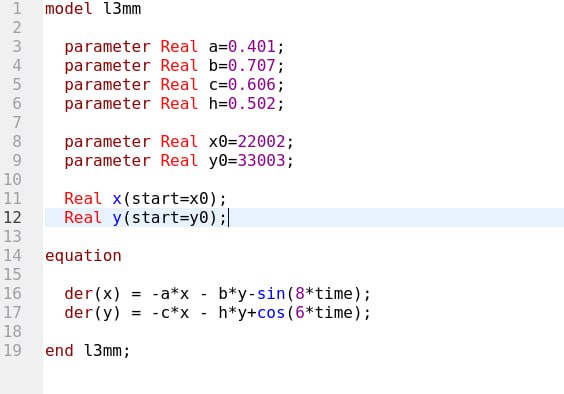 1 model l3mm
2
3 parameter Real a=0.401;
4 parameter Real b=0.707;
5 parameter Real c=0.606;
6 parameter Real h=0.502;
7
8 parameter Real x0=22002;
9 parameter Real y0=33003;
10
11 Real x(start=x0);
12 Real y(start=y0);
13
14 equation
15
16 der(x) = -a*x - b*y-sin(8*time);
17 der(y) = -c*x - h*y+cos(6*time);
18
19 end l3mm;